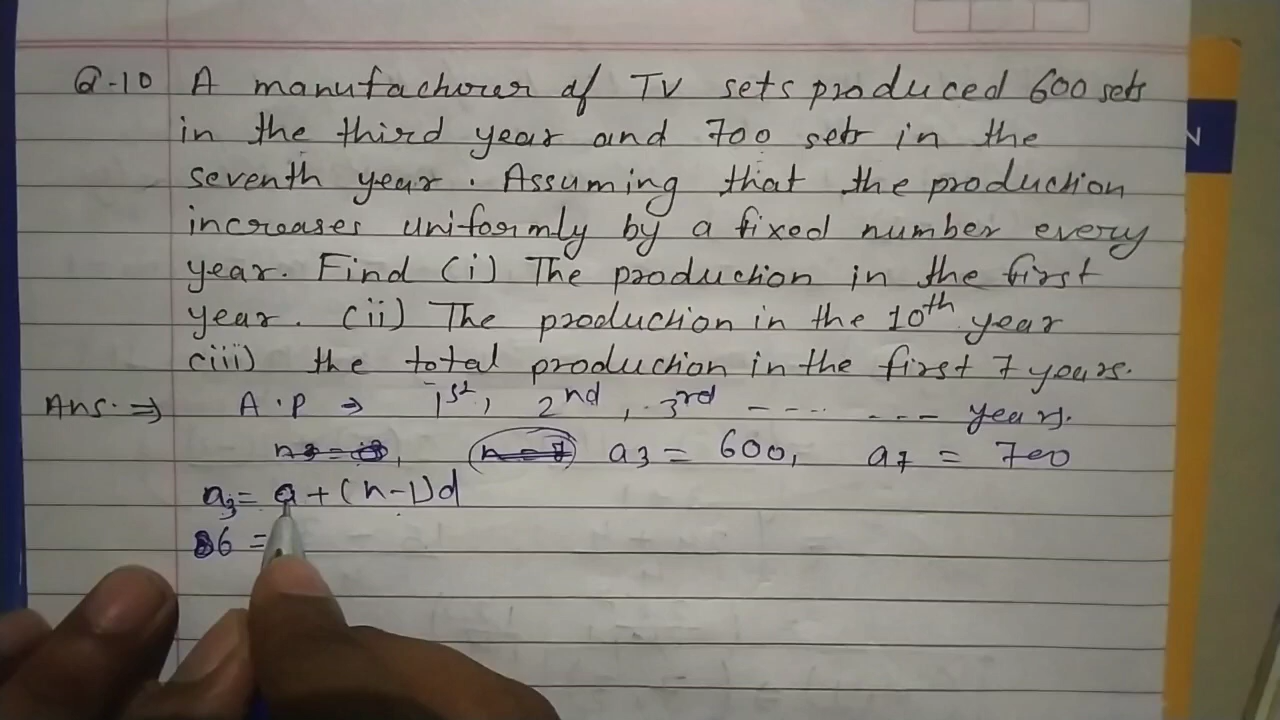 Q-10 A manufachorer of TV sets produced 600 sets
in the third year and 700 sets in the
seventh year. Assuming that the production
increases uniformly by a fixed number every
year. Find (i) The production in the first
year. (ii) The production in the 10th year
(iii) the total production in the first 7 years.
Ans. ⇒ A.P → 1st, 2nd, 3rd ---- ---- years.
a3 = 600, a7 = 700
a3 = a + (n-1)d
6 =
N